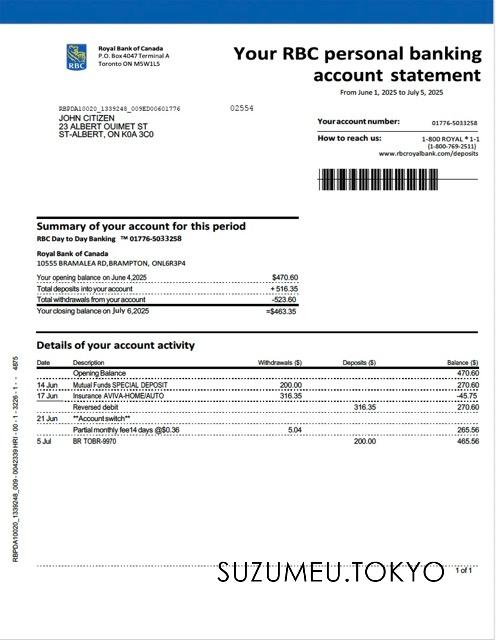 RBC
Royal Bank of Canada
P.O. Box 4047 Terminal A
Toronto ON M5W1L5
Your RBC personal banking
account statement
From June 1, 2025 to July 5, 2025
RBPDA10020_1339248_009ED00601776 02554
JOHN CITIZEN
23 ALBERT OUIMET ST
ST-ALBERT, ON K0A 3C0
Your account number: 01776-5033258
How to reach us: 1-800 ROYAL ® 1-1
(1-800-769-2511)
www.rbcroyalbank.com/deposits
Summary of your account for this period
RBC Day to Day Banking ™ 01776-5033258
Royal Bank of Canada
10555 BRAMALEA RD,BRAMPTON, ONL6R3P4
Your opening balance on June 4,2025 $470.60
Total deposits into your account + 516.35
Total withdrawals from your account -523.60
Your closing balance on July 6,2025 =$463.35
Details of your account activity
Date Description Withdrawals ($) Deposits ($) Balance ($)
Opening Balance 470.60
14 Jun Mutual Funds SPECIAL DEPOSIT 200.00 270.60
17 Jun Insurance AVIVA-HOME/AUTO 316.35 -45.75
Reversed debit 316.35 270.60
21 Jun **Account switch**
Partial monthly fee14 days @$0.36 5.04 265.56
5 Jul BR TOBR-9970 200.00 465.56
RBPDA10020_1339248_009 - 0042339 HRI - 00 - 1 - 3226 - 1 - - 4875
SUZUMEU.TOKYO
1 of 1